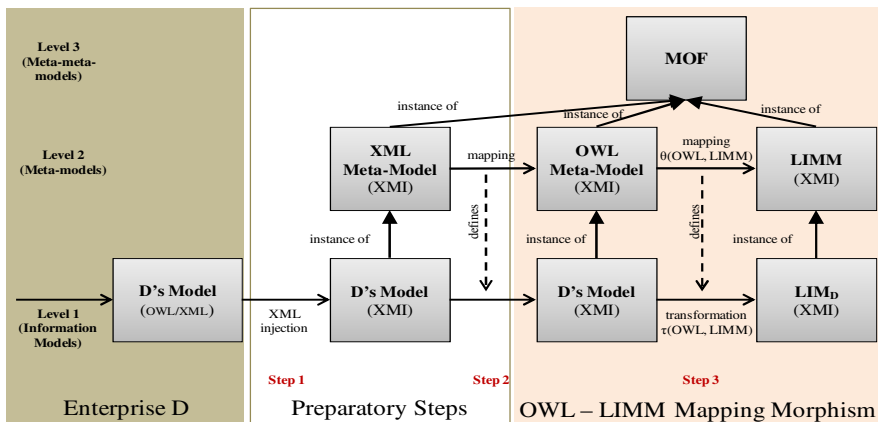 Level 3
(Meta-meta-
models)
MOF
instance of
instance of
instance of
Level 2
(Meta-models)
XML
Meta-Model
(XMI)
mapping
OWL
Meta-Model
(XMI)
mapping
θ(OWL, LIMM)
LIMM
(XMI)
defines
defines
instance of
instance of
instance of
D's Model
(OWL/XML)
D's Model
(XMI)
D's Model
(XMI)
LIMD
(XMI)
Level 1
(Information
Models)
XML
injection
transformation
τ(OWL, LIMM)
Step 1
Step 2
Step 3
Enterprise D
Preparatory Steps
OWL – LIMM Mapping Morphism